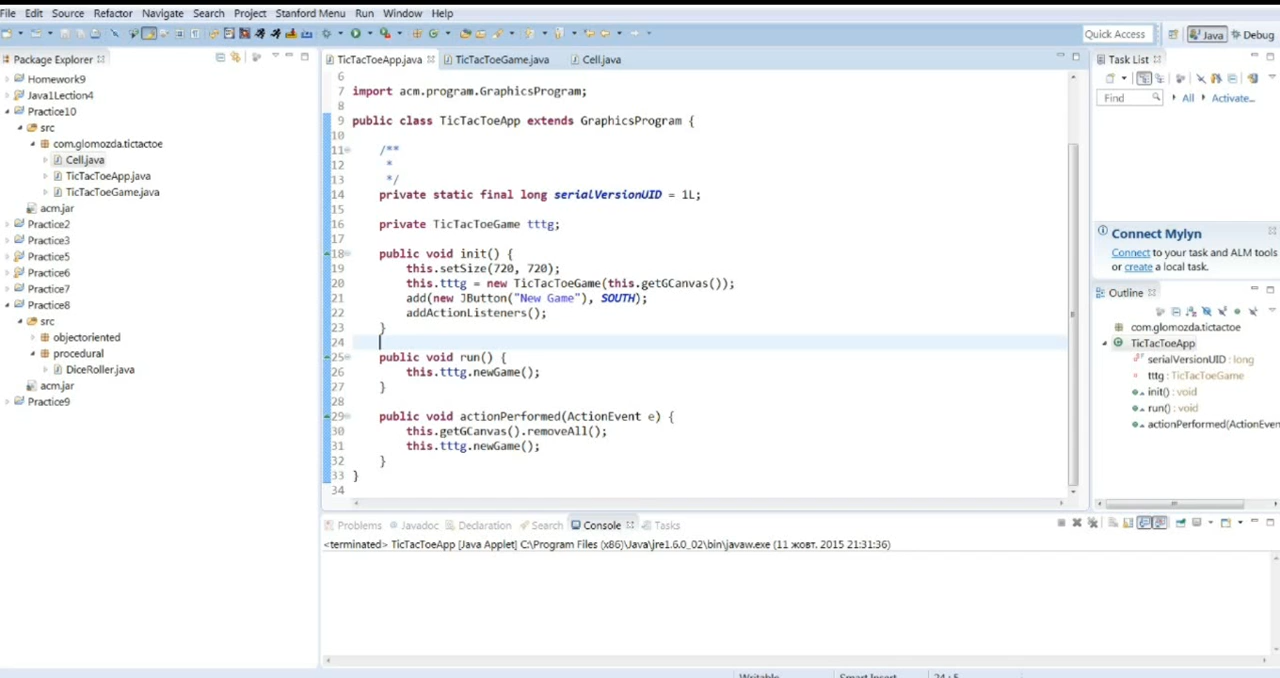 File Edit Source Refactor Navigate Search Project Stanford Menu Run Window Help
Quick Access Java Debug
Package Explorer
Homework9
Java1Lection4
Practice10
src
com.glomozda.tictactoe
Cell.java
TicTacToeApp.java
TicTacToeGame.java
acm.jar
Practice2
Practice3
Practice5
Practice6
Practice7
Practice8
src
objectoriented
procedural
DiceRoller.java
acm.jar
Practice9
TicTacToeApp.java TicTacToeGame.java Cell.java
6
7 import acm.program.GraphicsProgram;
8
9 public class TicTacToeApp extends GraphicsProgram {
10
11 /**
12 *
13 */
14 private static final long serialVersionUID = 1L;
15
16 private TicTacToeGame tttg;
17
18 public void init() {
19 this.setSize(720, 720);
20 this.tttg = new TicTacToeGame(this.getGCanvas());
21 add(new JButton("New Game"), SOUTH);
22 addActionListeners();
23 }
24
25 public void run() {
26 this.tttg.newGame();
27 }
28
29 public void actionPerformed(ActionEvent e) {
30 this.getGCanvas().removeAll();
31 this.tttg.newGame();
32 }
33 }
34
Task List
Find All Activate...
Connect Mylyn
Connect to your task and ALM tools
or create a local task.
Outline
com.glomozda.tictactoe
TicTacToeApp
serialVersionUID : long
tttg : TicTacToeGame
init() : void
run() : void
actionPerformed(ActionEven
Problems Javadoc Declaration Search Console Tasks
<terminated> TicTacToeApp [Java Applet] C:\Program Files (x86)\Java\jre1.6.0_02\bin\javaw.exe (11 жовт. 2015 21:31:36)
Writable Smart Insert 24 : 5